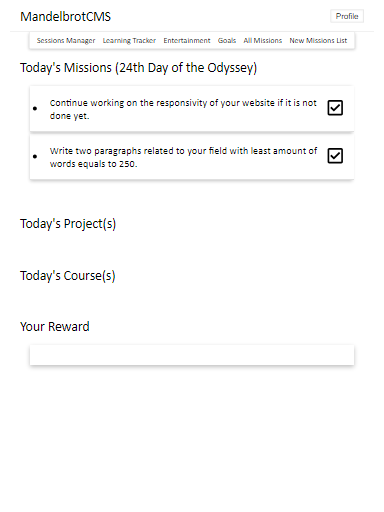 MandelbrotCMS
Profile
Sessions Manager Learning Tracker Entertainment Goals All Missions New Missions List
Today's Missions (24th Day of the Odyssey)
Continue working on the responsivity of your website if it is not
done yet.
Write two paragraphs related to your field with least amount of
words equals to 250.
Today's Project(s)
Today's Course(s)
Your Reward